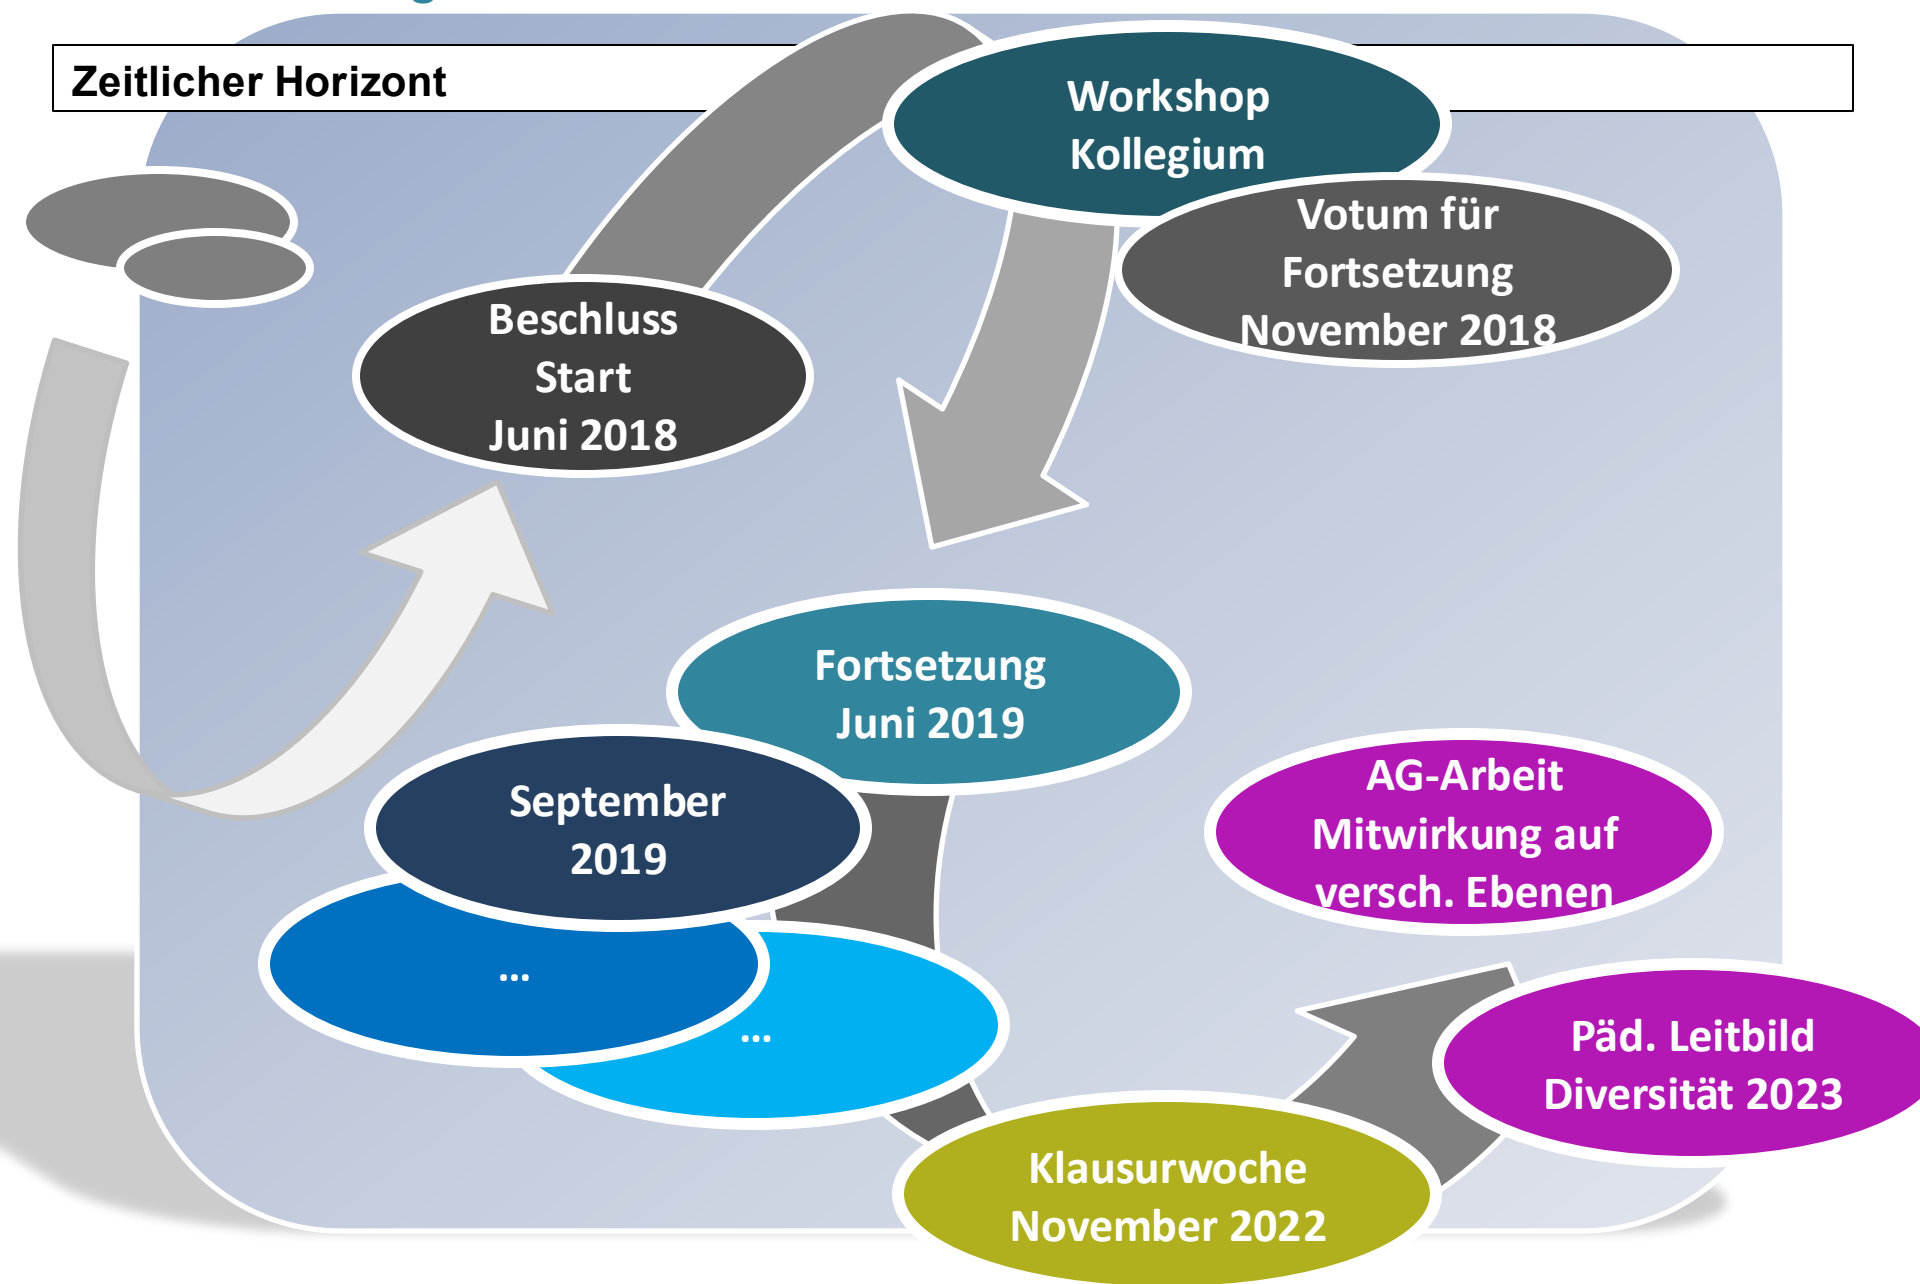 Zeitlicher Horizont
Workshop
Kollegium
Votum für
Fortsetzung
November 2018
Beschluss
Start
Juni 2018
Fortsetzung
Juni 2019
September
2019
...
...
AG-Arbeit
Mitwirkung auf
versch. Ebenen
Päd. Leitbild
Diversität 2023
Klausurwoche
November 2022